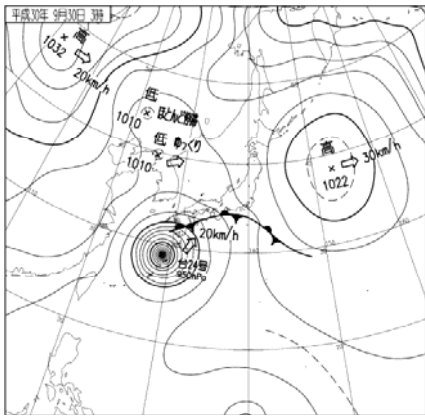 平成30年 9月30日 3時
高
1032
20km/h
低
1010
ほとんど停滞
低
ゆっくり
1010
高
30km/h
1022
20km/h
台24号
950hPa
140